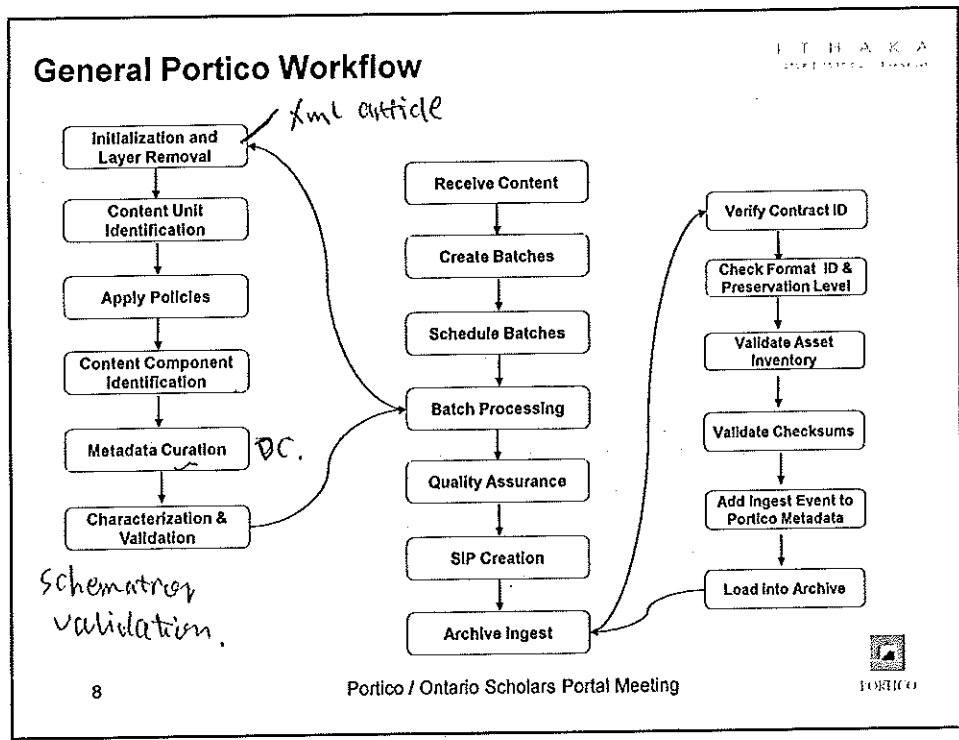 General Portico Workflow
I T H A K A
Xml article
Initialization and
Layer Removal
Content Unit
Identification
Apply Policies
Content Component
Identification
Metadata Curation
DC.
Characterization &
Validation
Schematron
validation.
Receive Content
Create Batches
Schedule Batches
Batch Processing
Quality Assurance
SIP Creation
Archive Ingest
Verify Contract ID
Check Format ID &
Preservation Level
Validate Asset
Inventory
Validate Checksums
Add Ingest Event to
Portico Metadata
Load into Archive
8
Portico / Ontario Scholars Portal Meeting
PORTICO